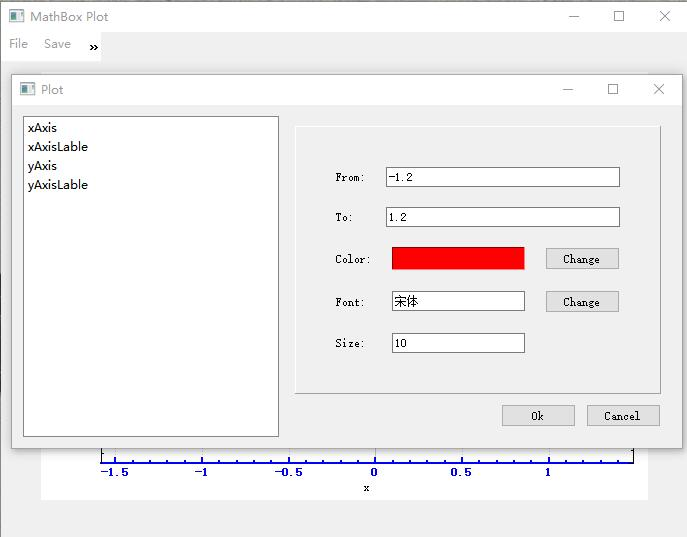 MathBox Plot
File Save »
Plot
xAxis
xAxisLable
yAxis
yAxisLable
From: -1.2
To: 1.2
Color: Change
Font: 宋体 Change
Size: 10
Ok Cancel
-1.5 -1 -0.5 0 0.5 1
x